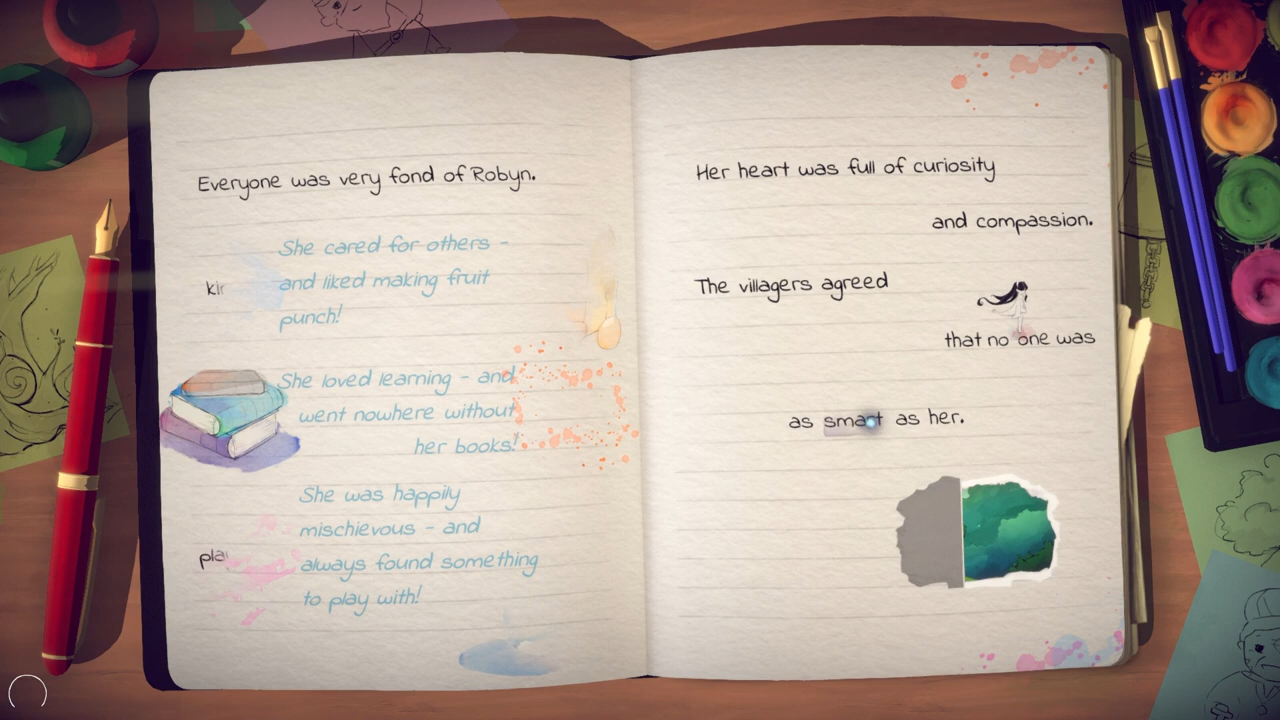 Everyone was very fond of Robyn.
She cared for others -
and liked making fruit
punch!
She loved learning - and
went nowhere without
her books!
She was happily
mischievous - and
always found something
to play with!
Her heart was full of curiosity
and compassion.
The villagers agreed
that no one was
as smart as her.